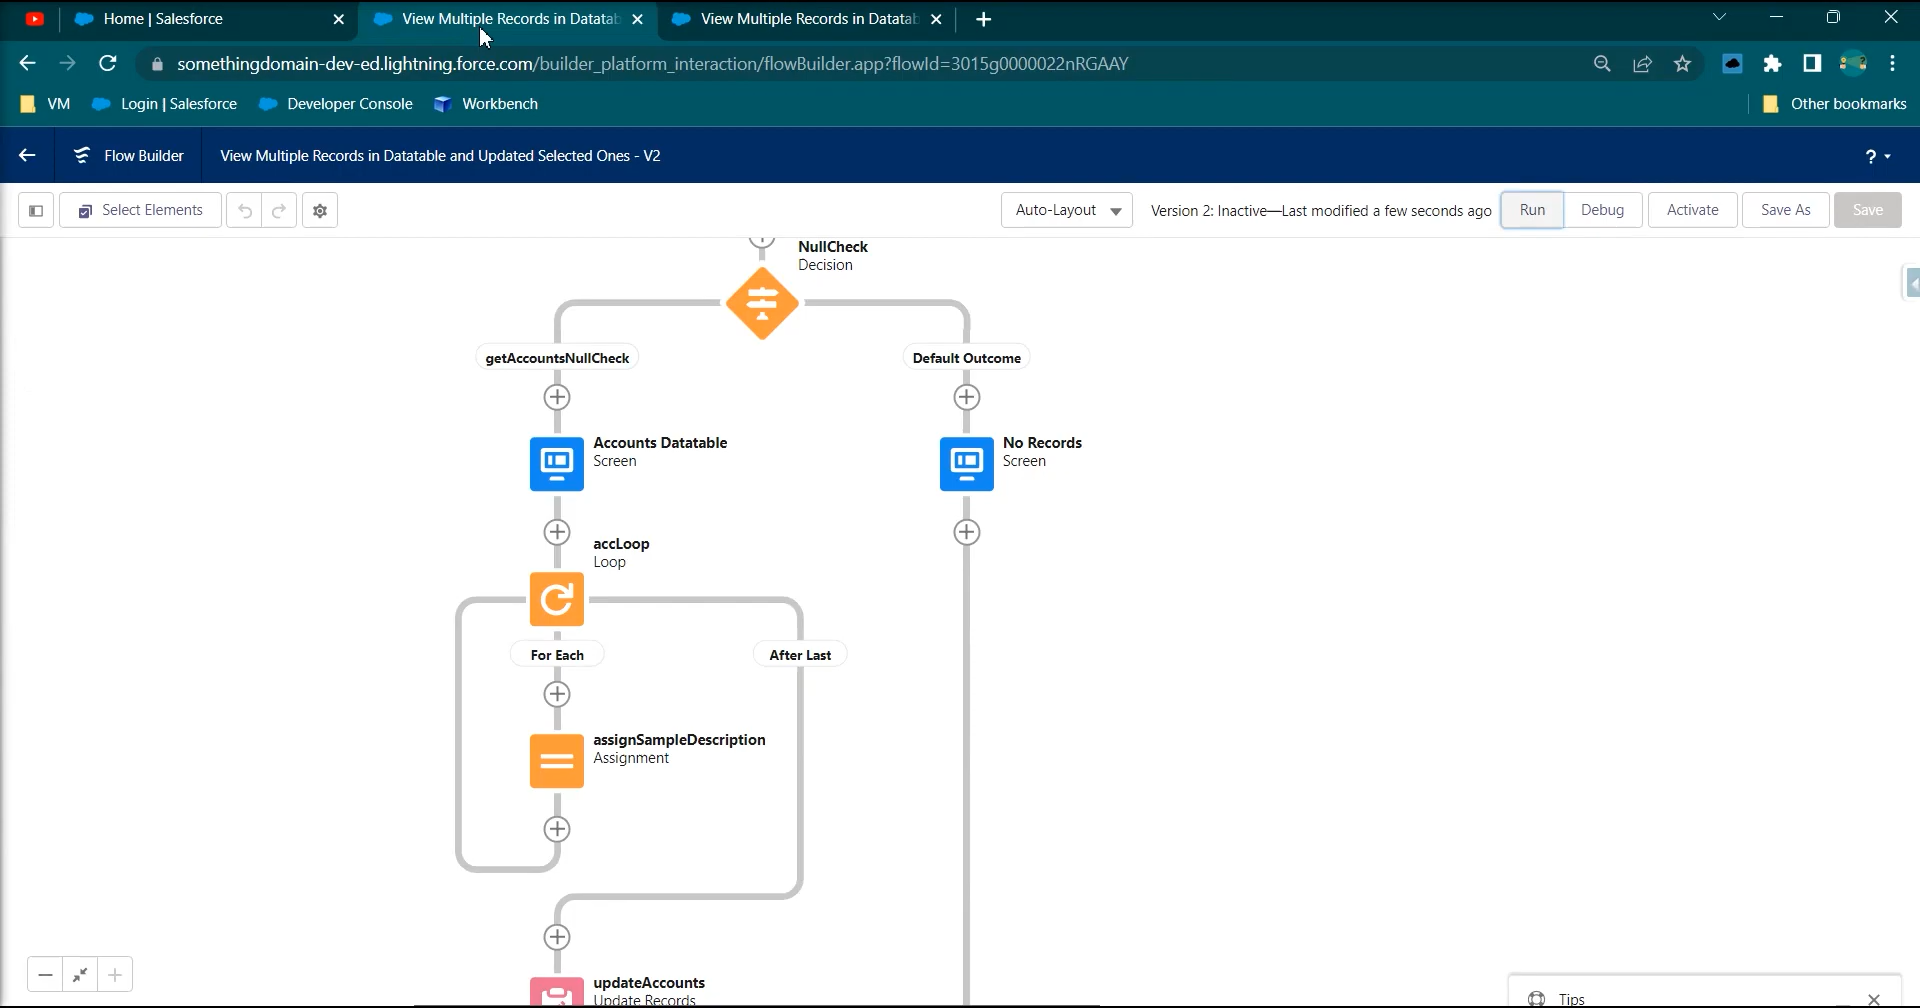 Home | Salesforce
View Multiple Records in Datatab
View Multiple Records in Datatab
somethingdomain-dev-ed.lightning.force.com/builder_platform_interaction/flowBuilder.app?flowId=3015g0000022nRGAAY
VM
Login | Salesforce
Developer Console
Workbench
Other bookmarks
Flow Builder
View Multiple Records in Datatable and Updated Selected Ones - V2
?
Select Elements
Auto-Layout
Version 2: Inactive—Last modified a few seconds ago
Run
Debug
Activate
Save As
Save
NullCheck
Decision
getAccountsNullCheck
Default Outcome
Accounts Datatable
Screen
No Records
Screen
accLoop
Loop
For Each
After Last
assignSampleDescription
Assignment
updateAccounts
Update Records
Tips